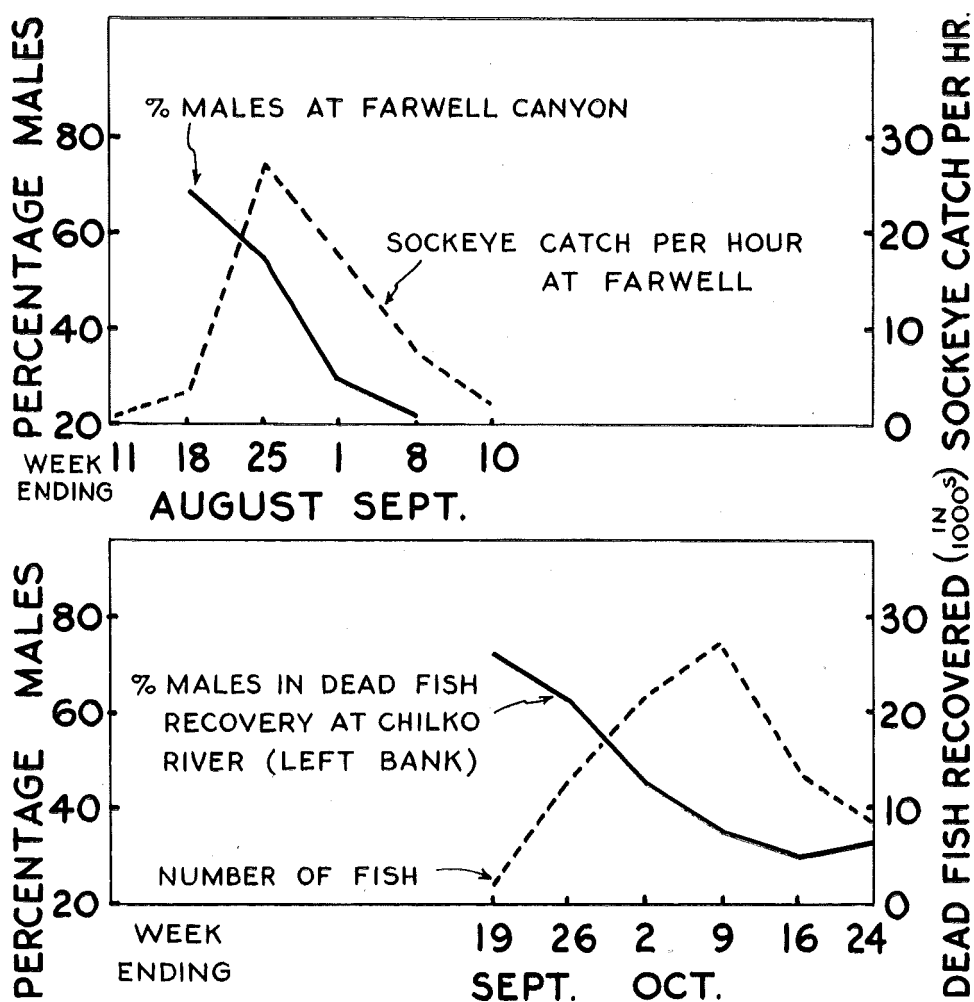 PERCENTAGE MALES
80
60
40
20
% MALES AT FARWELL CANYON
SOCKEYE CATCH PER HOUR
AT FARWELL
30
20
10
0
SOCKEYE CATCH PER HR.
WEEK
ENDING
11 18 25 1 8 10
AUGUST SEPT.
PERCENTAGE MALES
80
60
40
20
% MALES IN DEAD FISH
RECOVERY AT CHILKO
RIVER (LEFT BANK)
NUMBER OF FISH
30
20
10
0
DEAD FISH RECOVERED (IN 1000S)
WEEK
ENDING
19 26 2 9 16 24
SEPT. OCT.